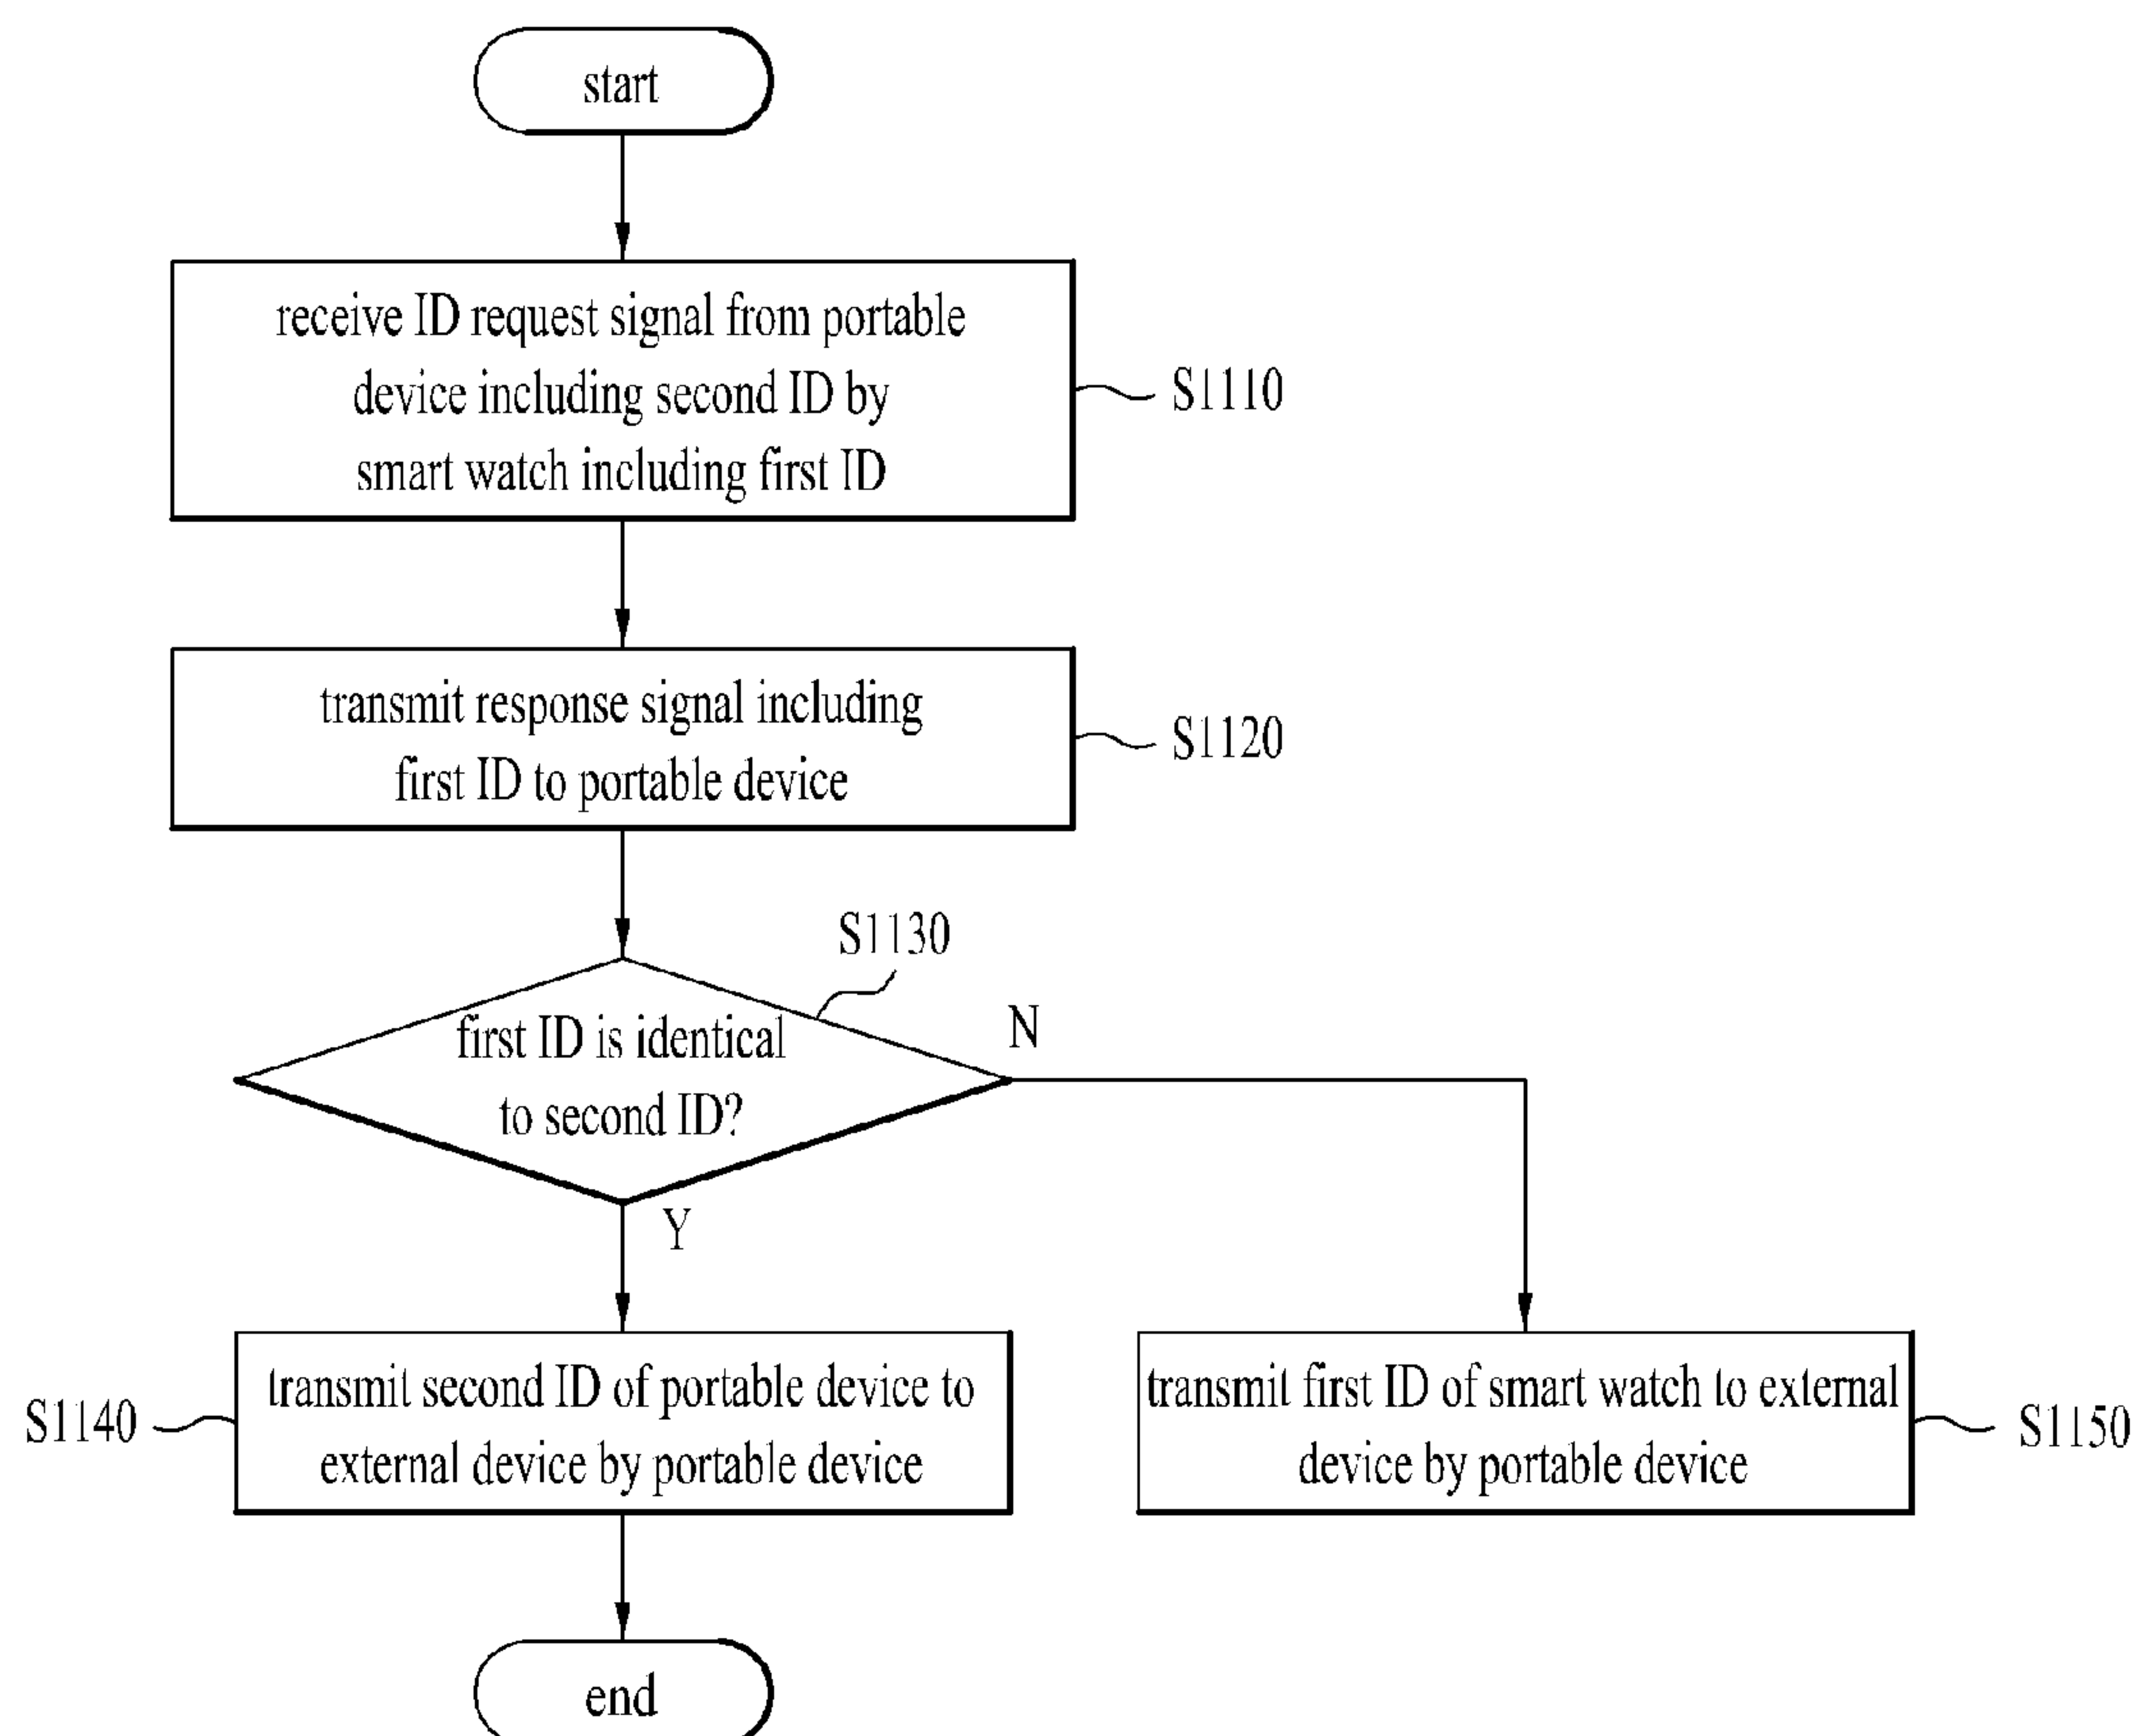 start
receive ID request signal from portable
device including second ID by
smart watch including first ID
S1110
transmit response signal including
first ID to portable device
S1120
S1130
first ID is identical
to second ID?
N
Y
S1140
transmit second ID of portable device to
external device by portable device
transmit first ID of smart watch to external
device by portable device
S1150
end